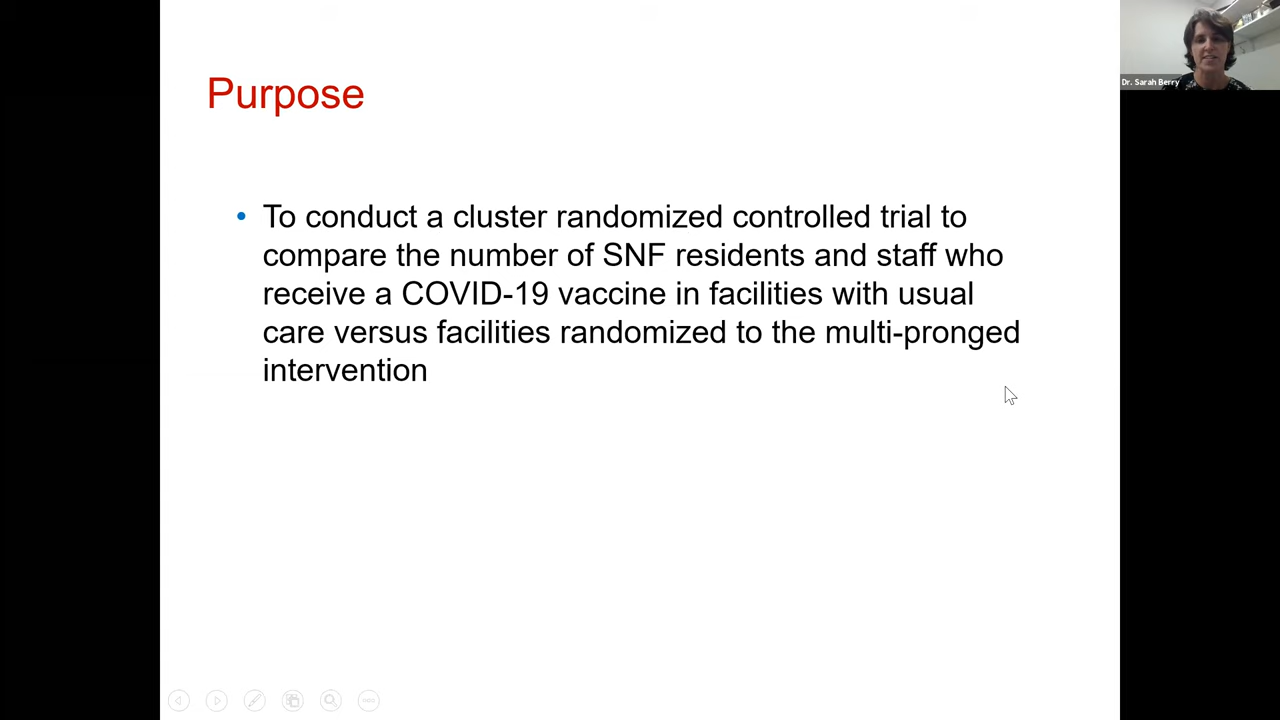 Purpose
• To conduct a cluster randomized controlled trial to
compare the number of SNF residents and staff who
receive a COVID-19 vaccine in facilities with usual
care versus facilities randomized to the multi-pronged
intervention
Dr. Sarah Berry